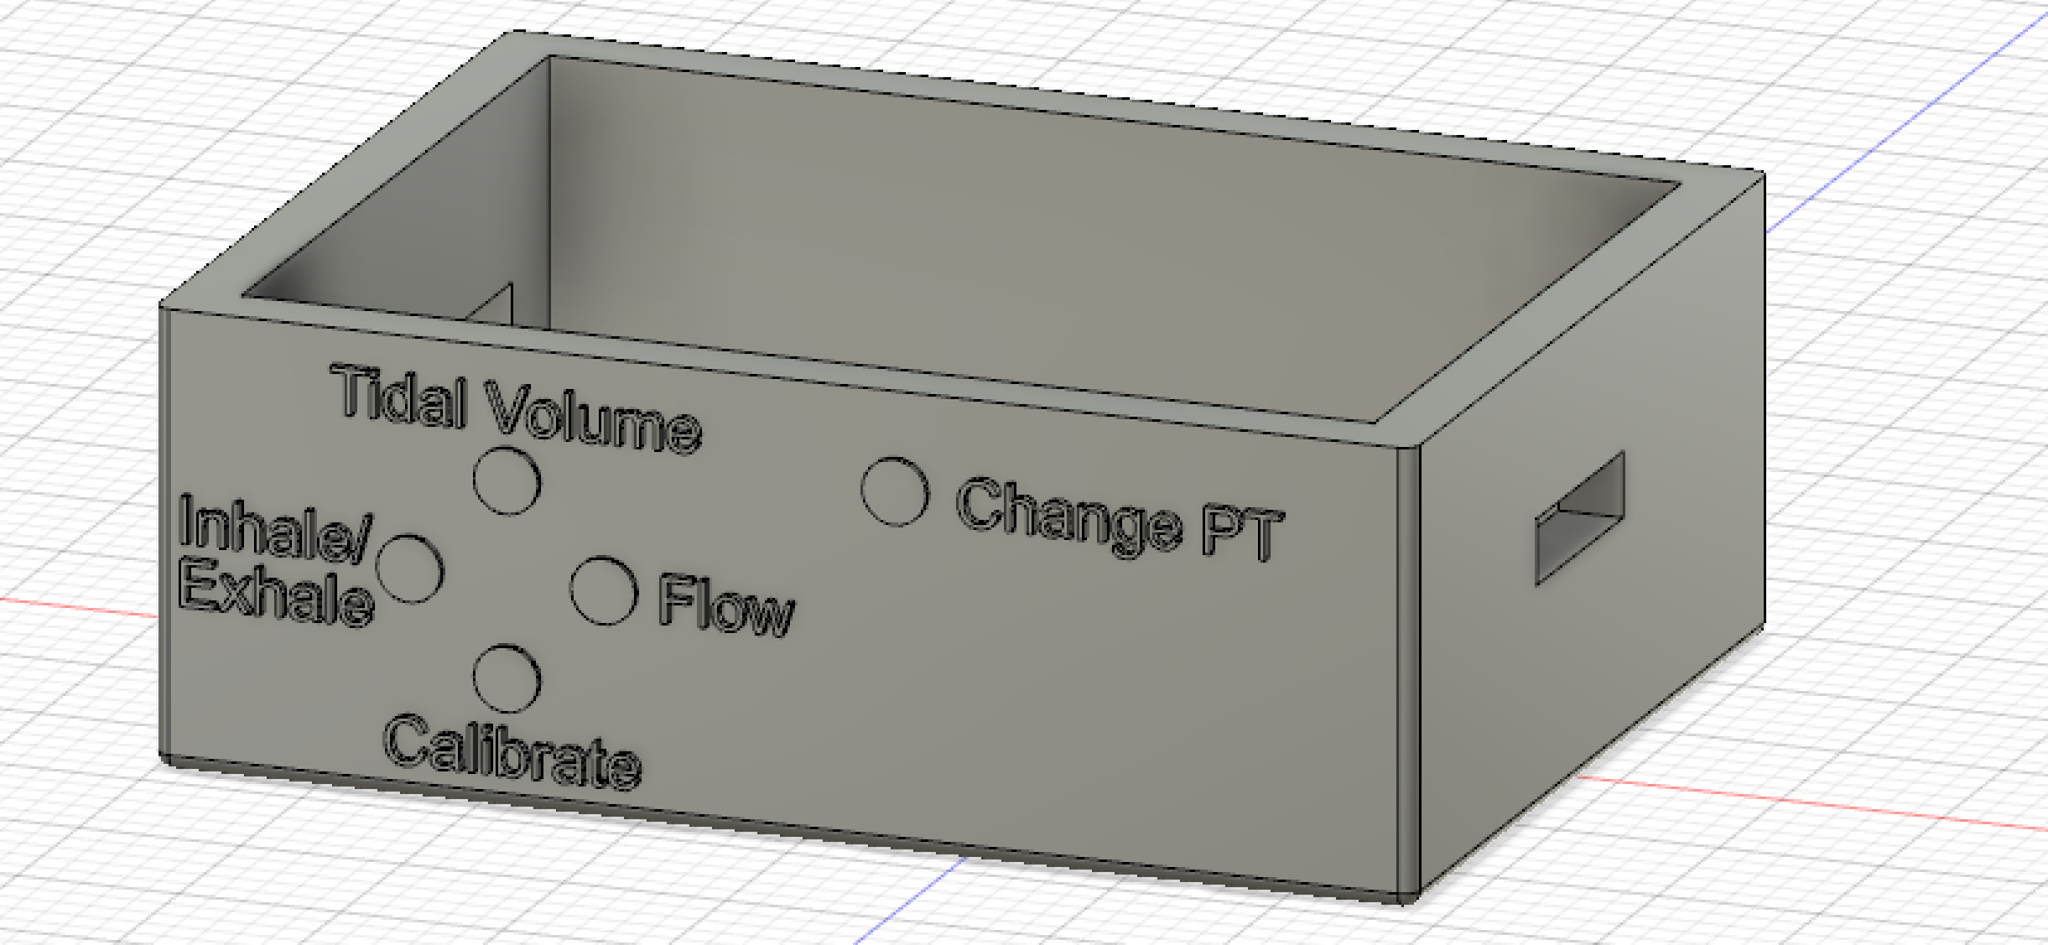 Tidal Volume
Change PT
Inhale/
Exhale
Flow
Calibrate